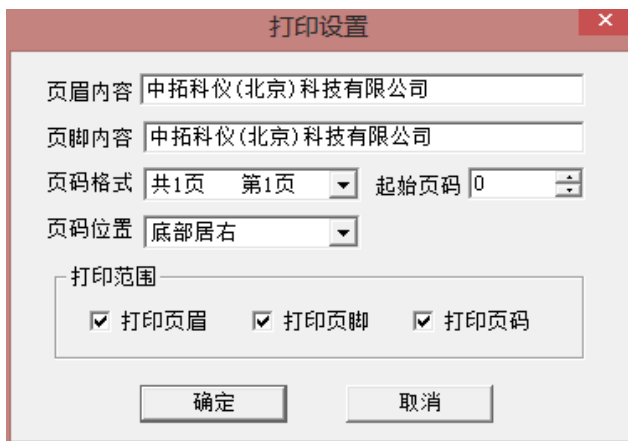 打印设置
页眉内容 中拓科仪(北京)科技有限公司
页脚内容 中拓科仪(北京)科技有限公司
页码格式 共1页 第1页 起始页码 0
页码位置 底部居右
打印范围
打印页眉 打印页脚 打印页码
确定 取消